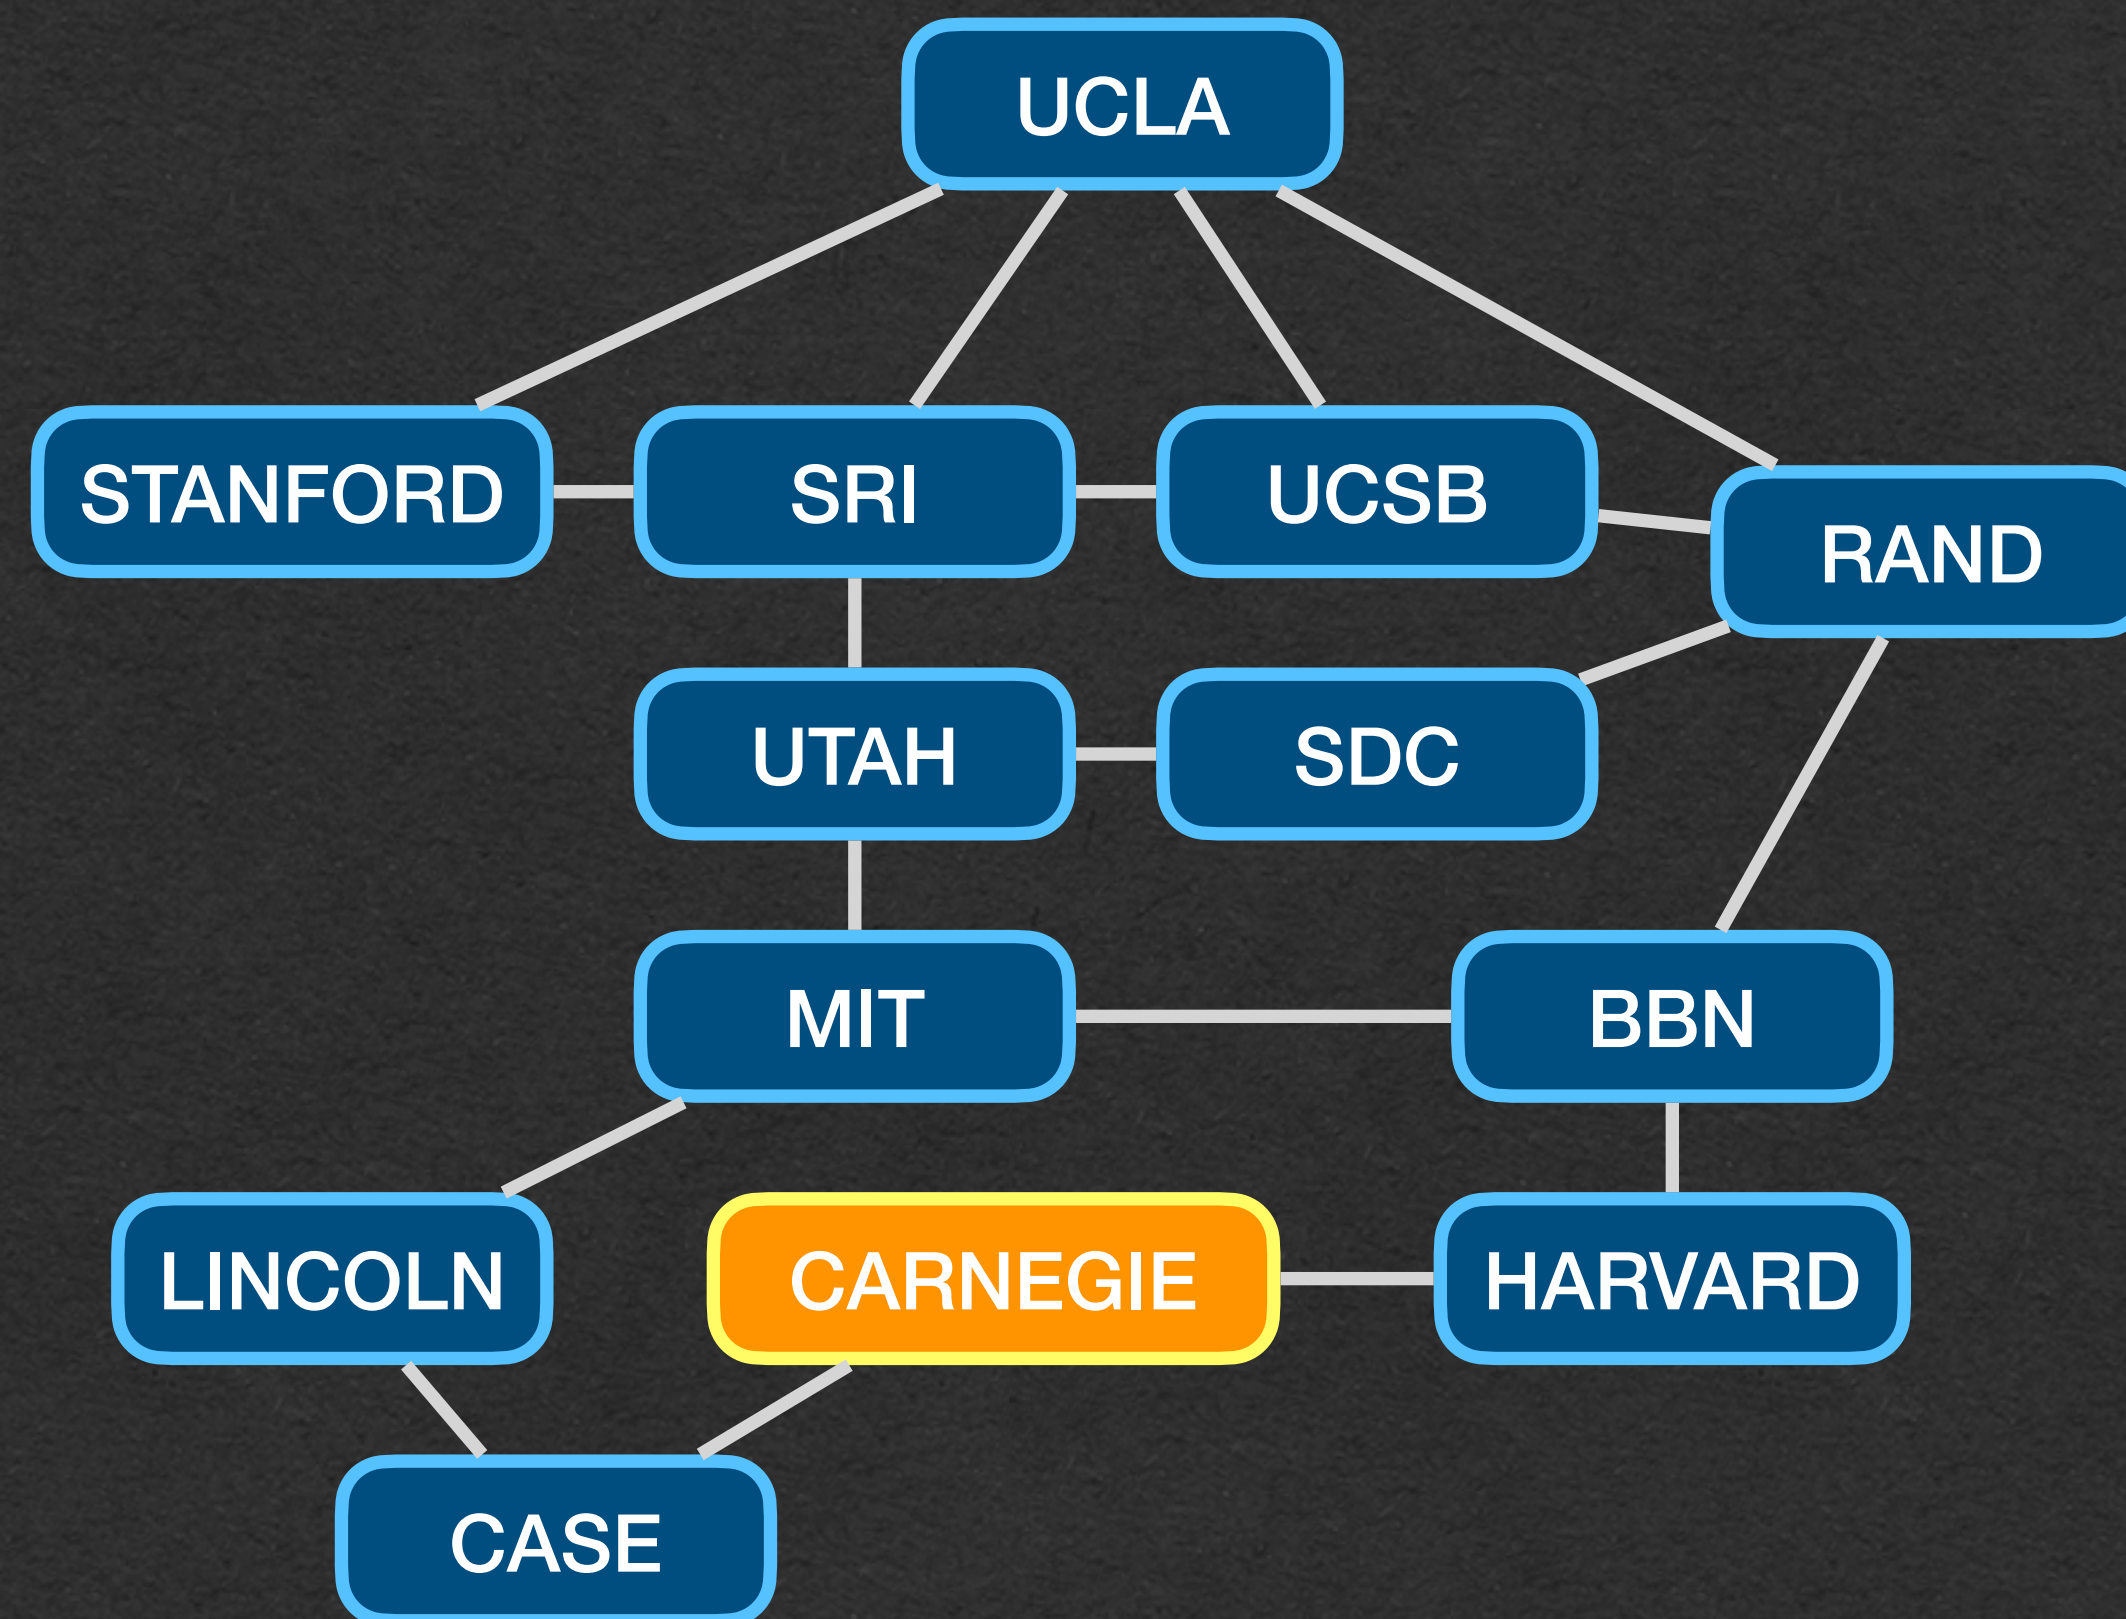 UCLA
STANFORD
SRI
UCSB
RAND
UTAH
SDC
MIT
BBN
LINCOLN
CARNEGIE
HARVARD
CASE